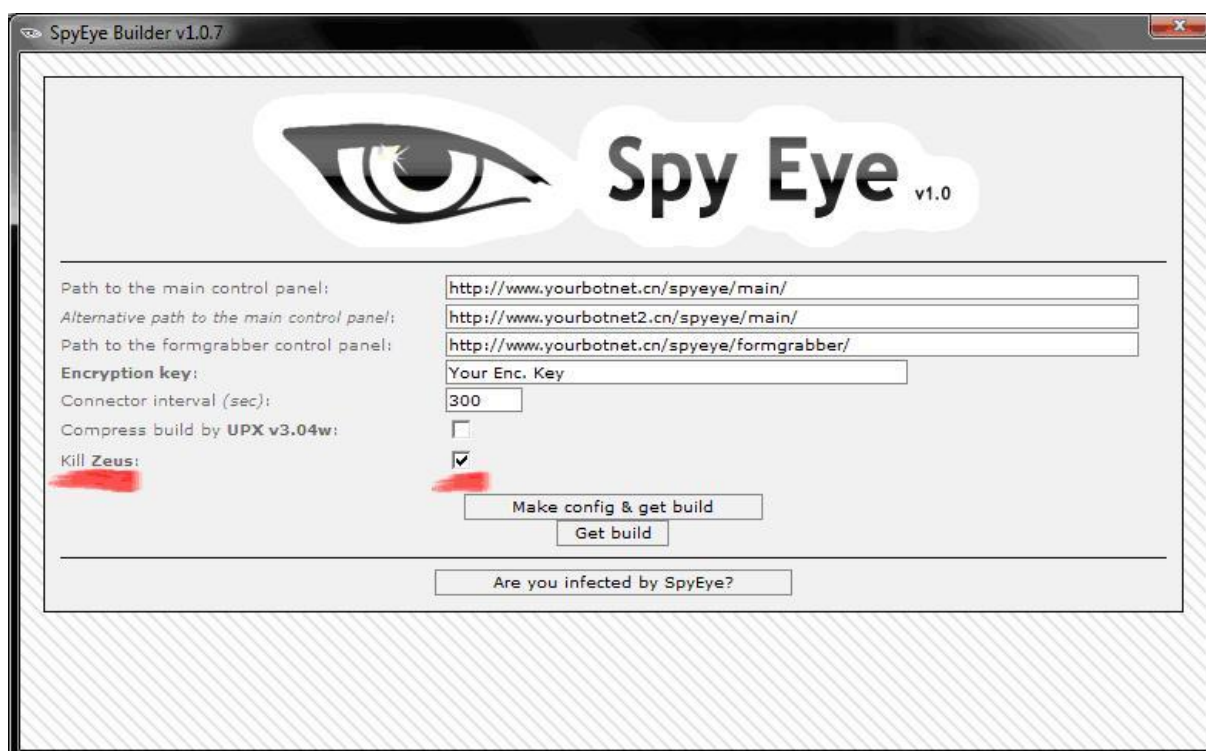 SpyEye Builder v1.0.7
Spy Eye v1.0
Path to the main control panel: http://www.yourbotnet.cn/spyeye/main/
Alternative path to the main control panel: http://www.yourbotnet2.cn/spyeye/main/
Path to the formgrabber control panel: http://www.yourbotnet.cn/spyeye/formgrabber/
Encryption key: Your Enc. Key
Connector interval (sec): 300
Compress build by UPX v3.04w:
Kill Zeus:
Make config & get build
Get build
Are you infected by SpyEye?